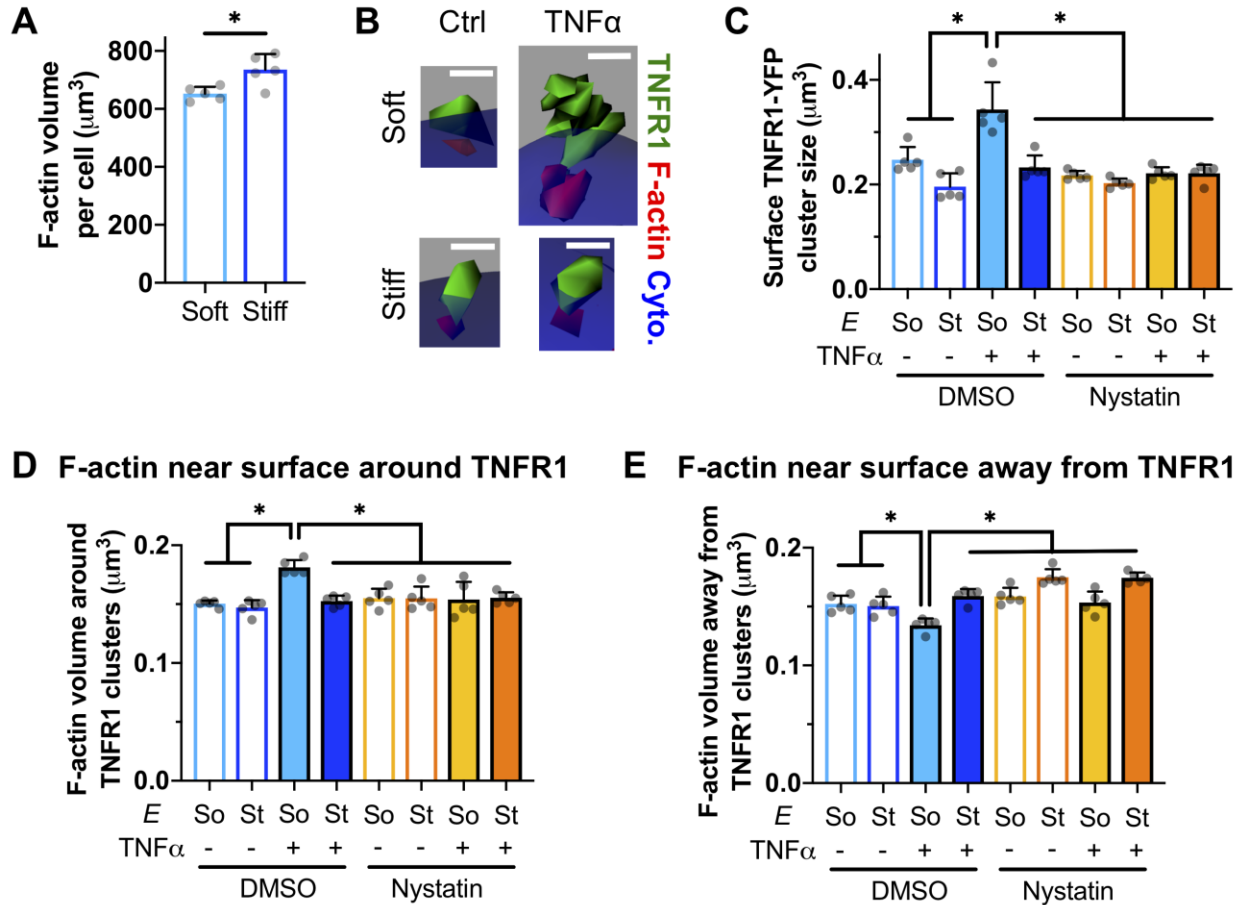 A
*
F-actin volume
per cell (μm³)
800
600
400
200
0
Soft
Stiff
B
Ctrl
TNFα
Soft
Stiff
TNFR1 F-actin Cyto.
C
*
*
Surface TNFR1-YFP
cluster size (μm³)
0.4
0.2
0.0
E So St So St So St So St
TNFα - - + + - - + +
DMSO
Nystatin
D F-actin near surface around TNFR1
*
*
F-actin volume around
TNFR1 clusters (μm³)
0.2
0.1
0.0
E So St So St So St So St
TNFα - - + + - - + +
DMSO
Nystatin
E F-actin near surface away from TNFR1
*
*
F-actin volume away from
TNFR1 clusters (μm³)
0.2
0.1
0.0
E So St So St So St So St
TNFα - - + + - - + +
DMSO
Nystatin